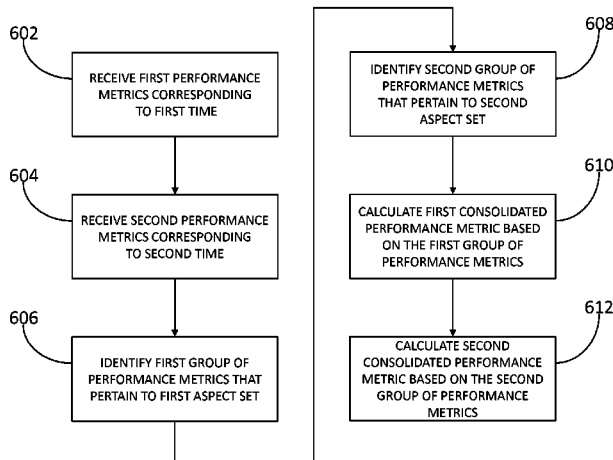 602
RECEIVE FIRST PERFORMANCE
METRICS CORRESPONDING
TO FIRST TIME
604
RECEIVE SECOND PERFORMANCE
METRICS CORRESPONDING
TO SECOND TIME
606
IDENTIFY FIRST GROUP OF
PERFORMANCE METRICS THAT
PERTAIN TO FIRST ASPECT SET
608
IDENTIFY SECOND GROUP OF
PERFORMANCE METRICS
THAT PERTAIN TO SECOND
ASPECT SET
610
CALCULATE FIRST CONSOLIDATED
PERFORMANCE METRIC BASED
ON THE FIRST GROUP OF
PERFORMANCE METRICS
612
CALCULATE SECOND
CONSOLIDATED PERFORMANCE
METRIC BASED ON THE SECOND
GROUP OF PERFORMANCE
METRICS